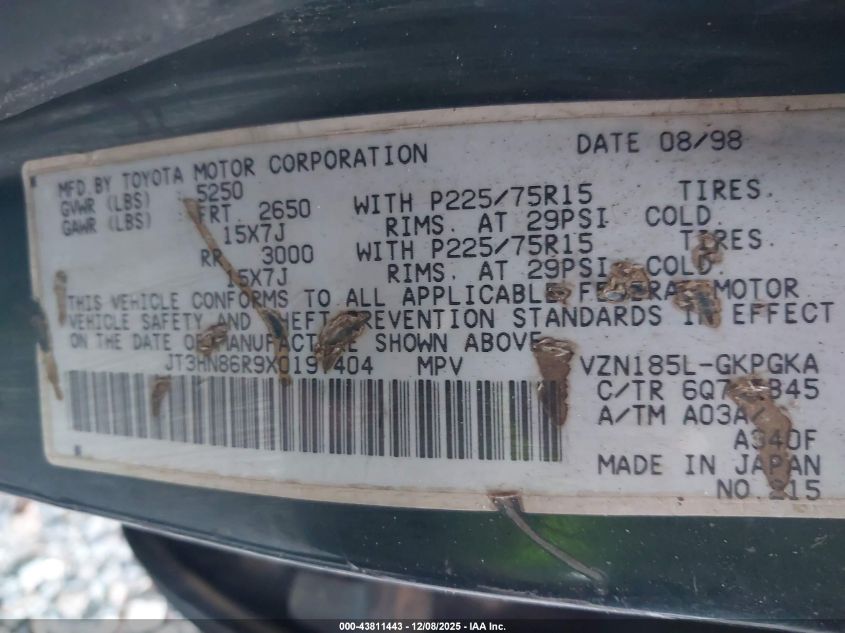 MFD.BY TOYOTA MOTOR CORPORATION DATE 08/98
GVWR (LBS) 5250
GAWR (LBS) FRT 2650 WITH P225/75R15 TIRES.
15X7J RIMS. AT 29PSI COLD.
RR 3000 WITH P225/75R15 TIRES.
15X7J RIMS. AT 29PSI COLD.
THIS VEHICLE CONFORMS TO ALL APPLICABLE FEDERAL MOTOR
VEHICLE SAFETY AND THEFT PREVENTION STANDARDS IN EFFECT
ON THE DATE OF MANUFACTURE SHOWN ABOVE.
MPV VZN185L-GKPGKA
C/TR
A/TM
A340F
MADE IN JAPAN
NO.
000-43811443 - 12/08/2025 - IAA Inc.